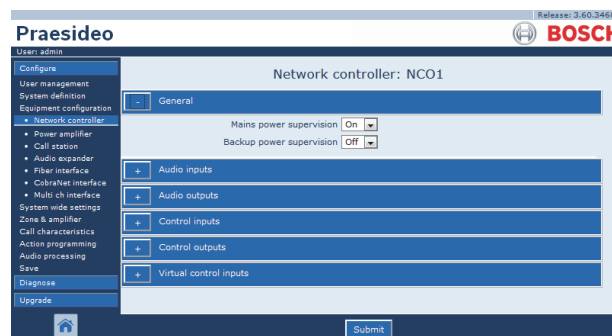 Release: 3.60.3460
Praesideo
BOSCH
User: admin
Configure
User management
System definition
Equipment configuration
• Network controller
• Power amplifier
• Call station
• Audio expander
• Fiber interface
• CobraNet interface
• Multi ch interface
System wide settings
Zone & amplifier
Call characteristics
Action programming
Audio processing
Save
Diagnose
Upgrade
Network controller: NCO1
- General
Mains power supervision On
Backup power supervision Off
+ Audio inputs
+ Audio outputs
+ Control inputs
+ Control outputs
+ Virtual control inputs
Submit